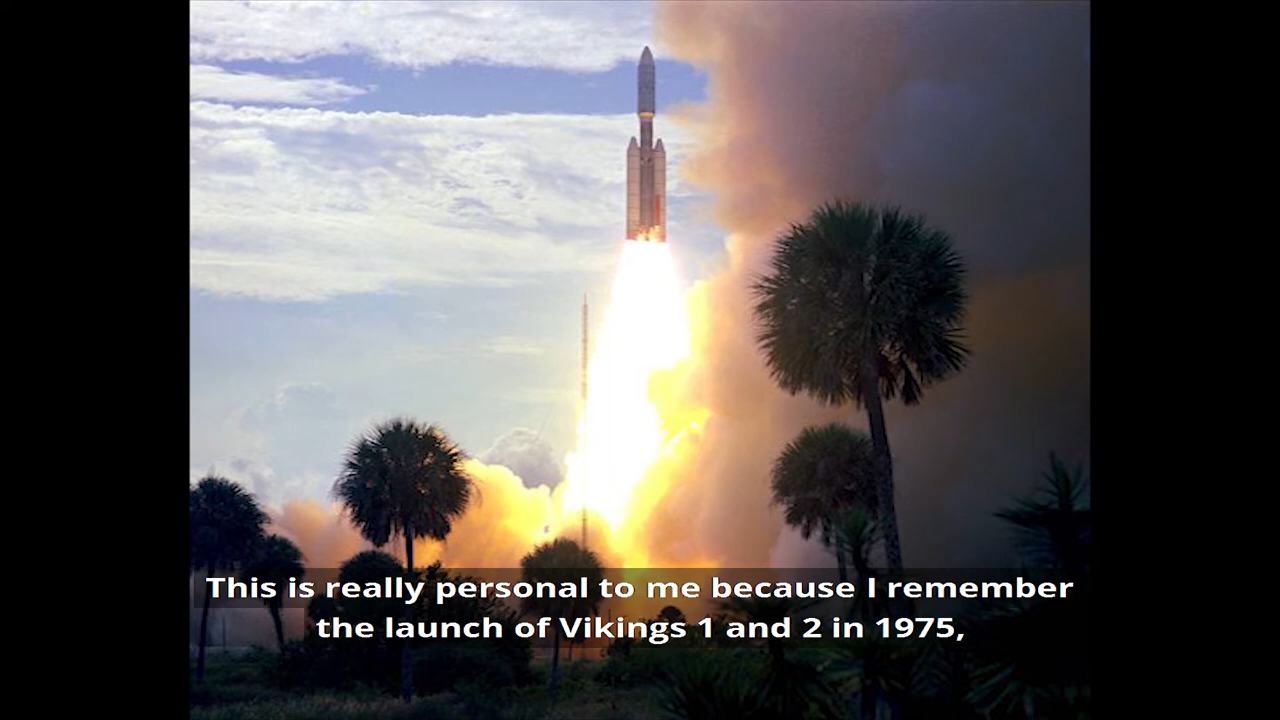 This is really personal to me because I remember
the launch of Vikings 1 and 2 in 1975,